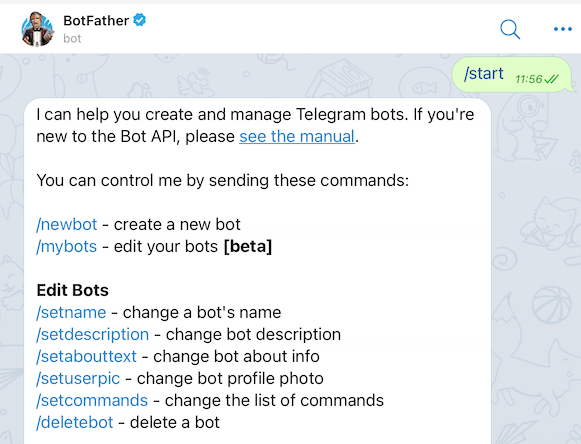 BotFather
bot
/start 11:56
I can help you create and manage Telegram bots. If you're
new to the Bot API, please see the manual.
You can control me by sending these commands:
/newbot - create a new bot
/mybots - edit your bots [beta]
Edit Bots
/setname - change a bot's name
/setdescription - change bot description
/setabouttext - change bot about info
/setuserpic - change bot profile photo
/setcommands - change the list of commands
/deletebot - delete a bot